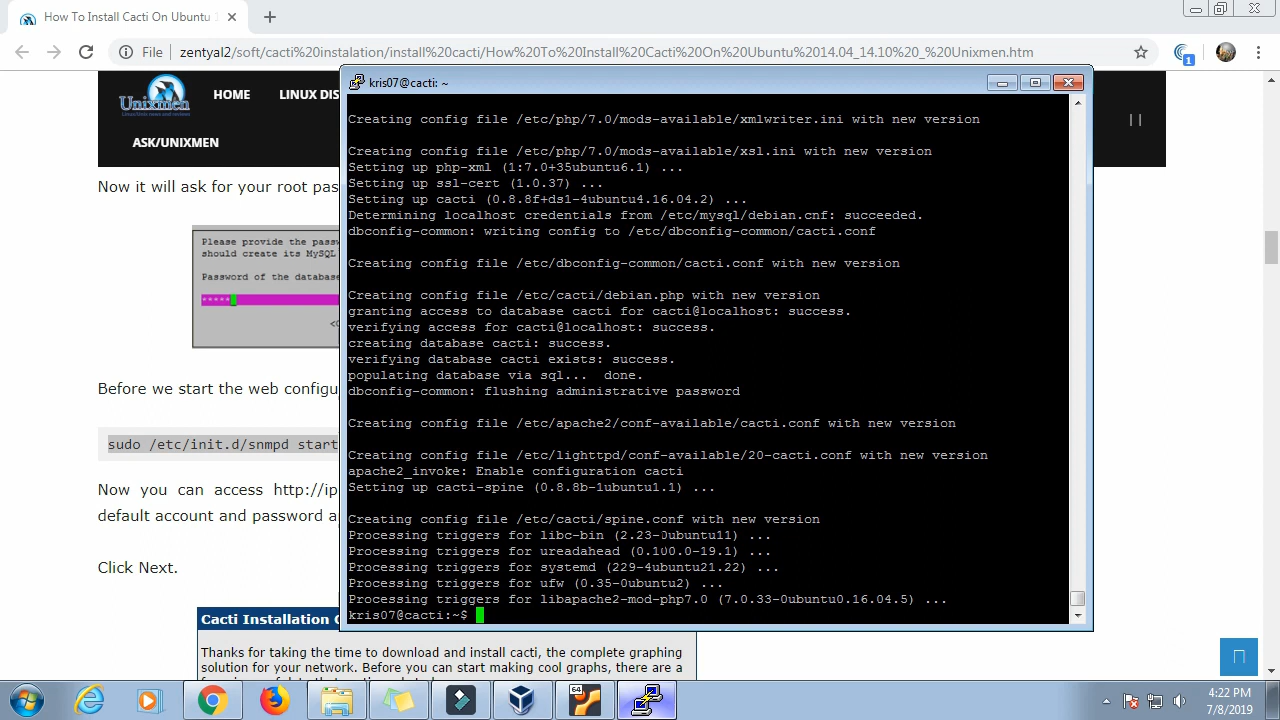 How To Install Cacti On Ubuntu 1
File
zentyal2/soft/cacti%20instalation/install%20cacti/How%20To%20Install%20Cacti%20On%20Ubuntu%2014.04_14.10%20_%20Unixmen.htm
1
Unixmen
HOME
LINUX DIS
ASK/UNIXMEN
Now it will ask for your root pas
Please provide the passw
should create its MySQL
Password of the database
*****
<O
Before we start the web configu
sudo /etc/init.d/snmpd start
Now you can access http://ip
default account and password a
Click Next.
Cacti Installation G
Thanks for taking the time to download and install cacti, the complete graphing
solution for your network. Before you can start making cool graphs, there are a
kris07@cacti: ~
Creating config file /etc/php/7.0/mods-available/xmlwriter.ini with new version
Creating config file /etc/php/7.0/mods-available/xsl.ini with new version
Setting up php-xml (1:7.0+35ubuntu6.1) ...
Setting up ssl-cert (1.0.37) ...
Setting up cacti (0.8.8f+ds1-4ubuntu4.16.04.2) ...
Determining localhost credentials from /etc/mysql/debian.cnf: succeeded.
dbconfig-common: writing config to /etc/dbconfig-common/cacti.conf
Creating config file /etc/dbconfig-common/cacti.conf with new version
Creating config file /etc/cacti/debian.php with new version
granting access to database cacti for cacti@localhost: success.
verifying access for cacti@localhost: success.
creating database cacti: success.
verifying database cacti exists: success.
populating database via sql...  done.
dbconfig-common: flushing administrative password
Creating config file /etc/apache2/conf-available/cacti.conf with new version
Creating config file /etc/lighttpd/conf-available/20-cacti.conf with new version
apache2_invoke: Enable configuration cacti
Setting up cacti-spine (0.8.8b-1ubuntu1.1) ...
Creating config file /etc/cacti/spine.conf with new version
Processing triggers for libc-bin (2.23-0ubuntu11) ...
Processing triggers for ureadahead (0.100.0-19.1) ...
Processing triggers for systemd (229-4ubuntu21.22) ...
Processing triggers for ufw (0.35-0ubuntu2) ...
Processing triggers for libapache2-mod-php7.0 (7.0.33-0ubuntu0.16.04.5) ...
kris07@cacti:~$
64
4:22 PM
7/8/2019